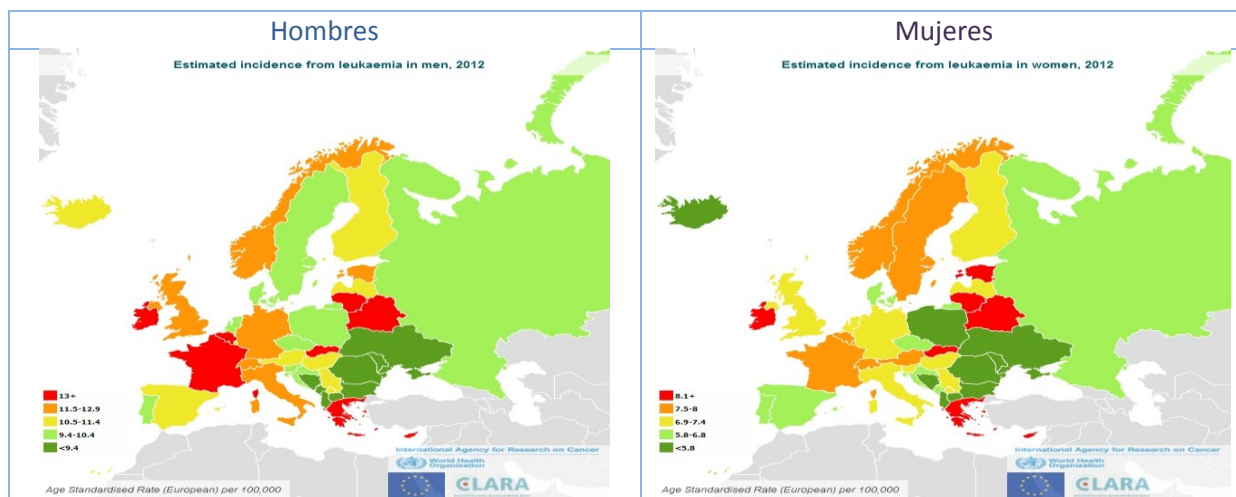 Hombres
Estimated incidence from leukaemia in men, 2012
13+
11.5-12.9
10.5-11.4
9.4-10.4
<9.4
International Agency for Research on Cancer
World Health
Organization
CLARA
Age Standardised Rate (European) per 100,000
Mujeres
Estimated incidence from leukaemia in women, 2012
8.1+
7.5-8
6.9-7.4
5.8-6.8
<5.8
International Agency for Research on Cancer
World Health
Organization
CLARA
Age Standardised Rate (European) per 100,000